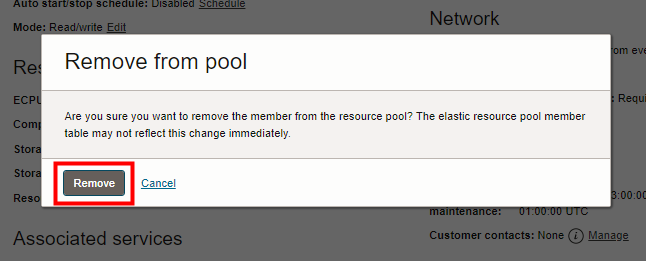 Auto start/stop schedule: Disabled Schedule
Mode: Read/write Edit
Network
Remove from pool
Are you sure you want to remove the member from the resource pool? The elastic resource pool member
table may not reflect this change immediately.
Remove Cancel
ECPU
maintenance: 01:00:00 UTC
Customer contacts: None i Manage
Associated services